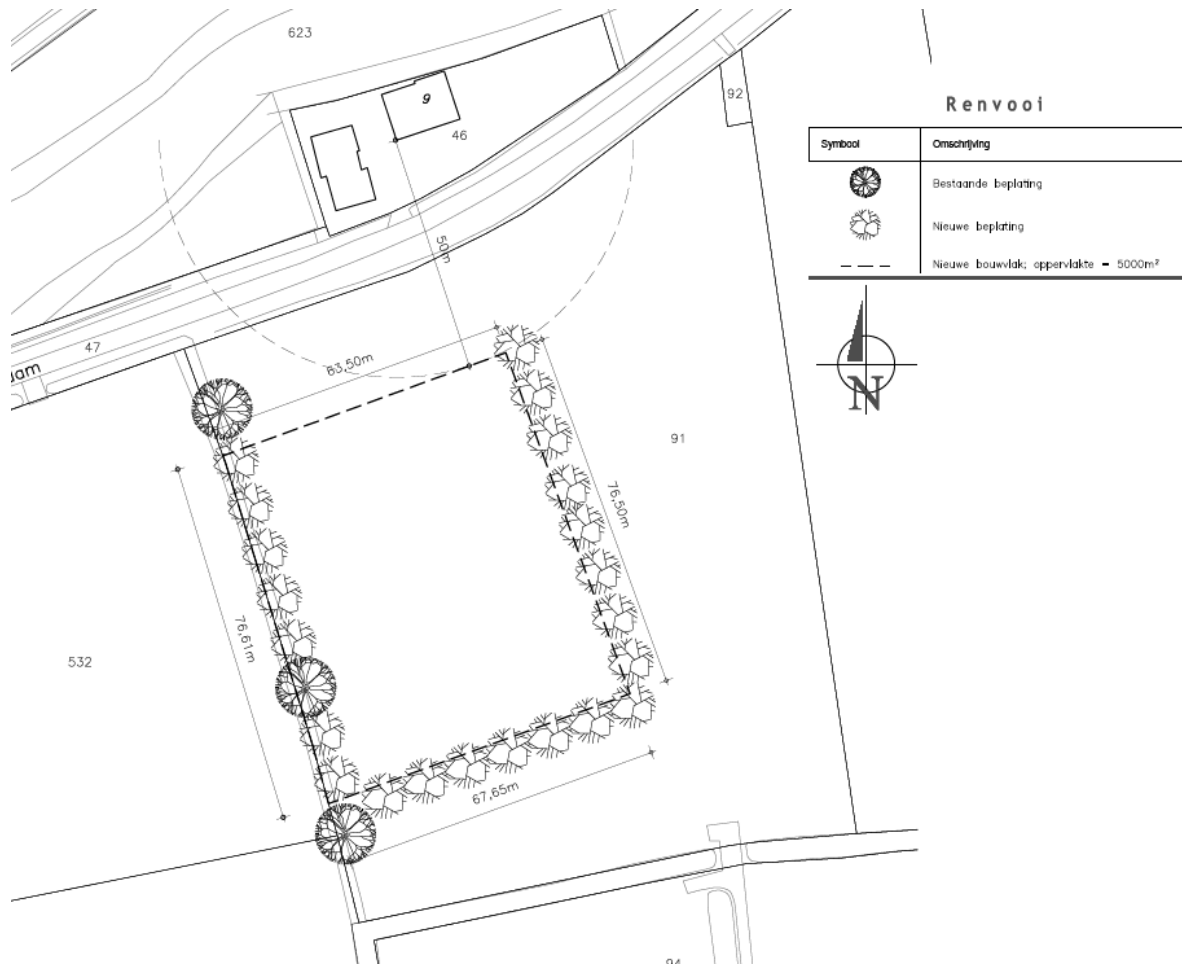 623
9
46
92
50m
47
63,50m
91
76,50m
76,61m
532
67,65m
94
Renvooi
Symbool Omschrijving
Bestaande beplating
Nieuwe beplating
Nieuwe bouwvlak; oppervlakte = 5000m²
N